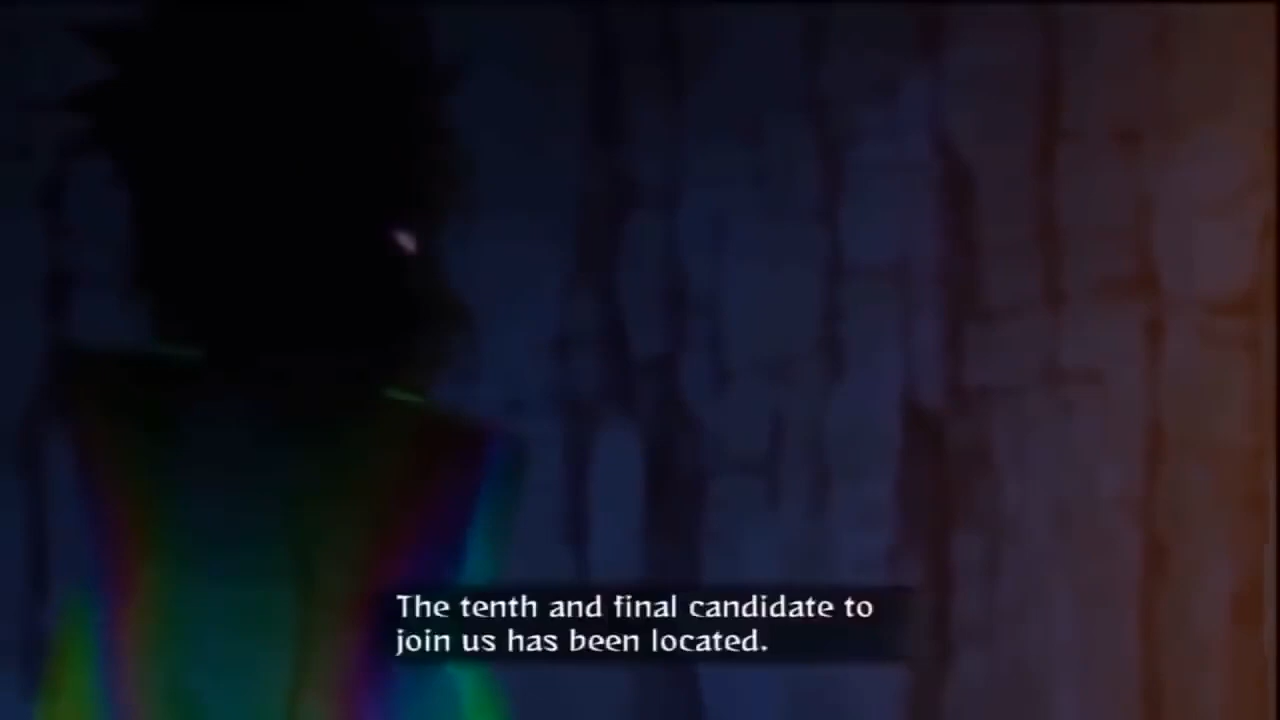 The tenth and final candidate to
join us has been located.